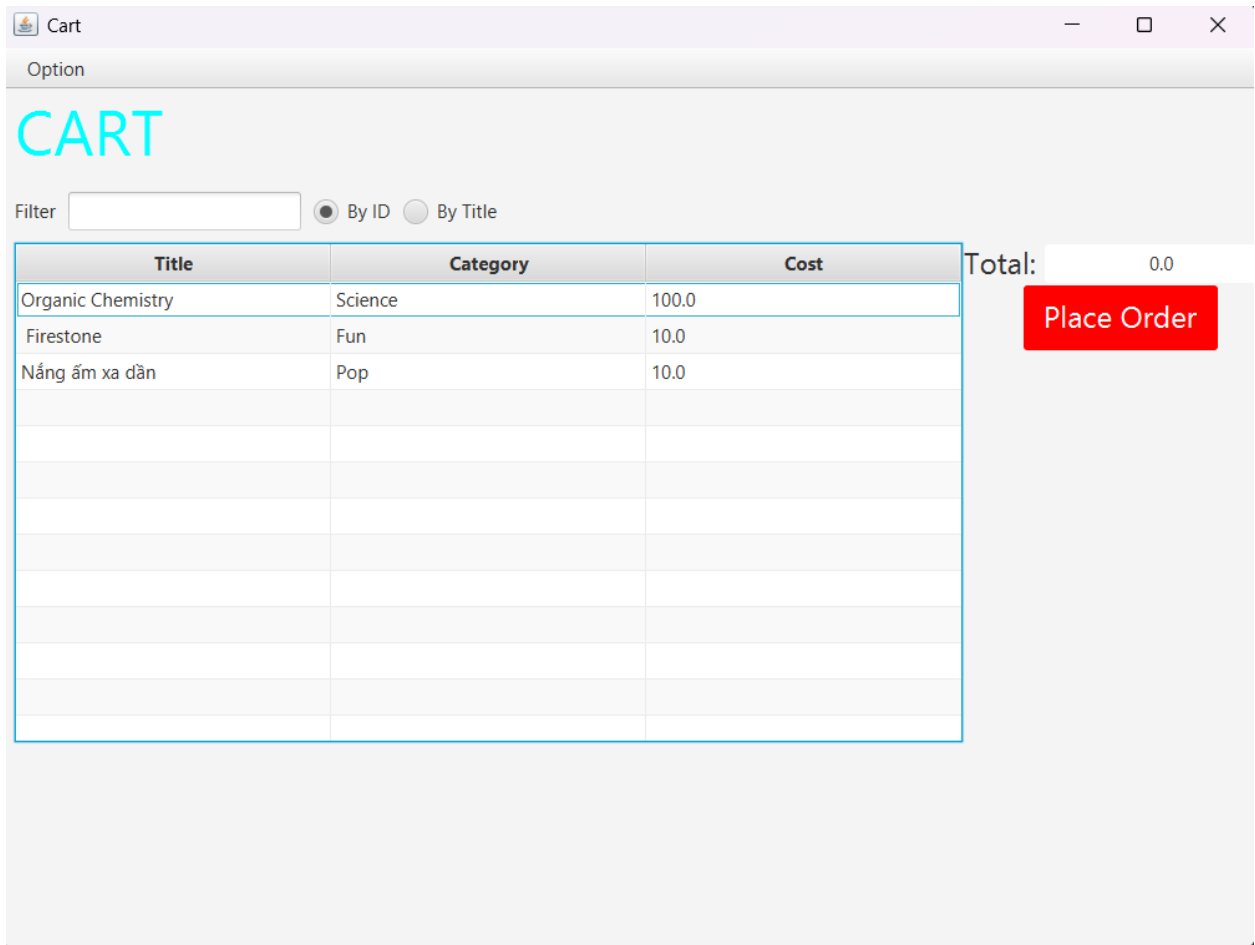 Cart
Option
CART
Filter By ID By Title
Title Category Cost Total: 0.0
Organic Chemistry Science 100.0
Place Order
Firestone Fun 10.0
Nắng ấm xa dần Pop 10.0